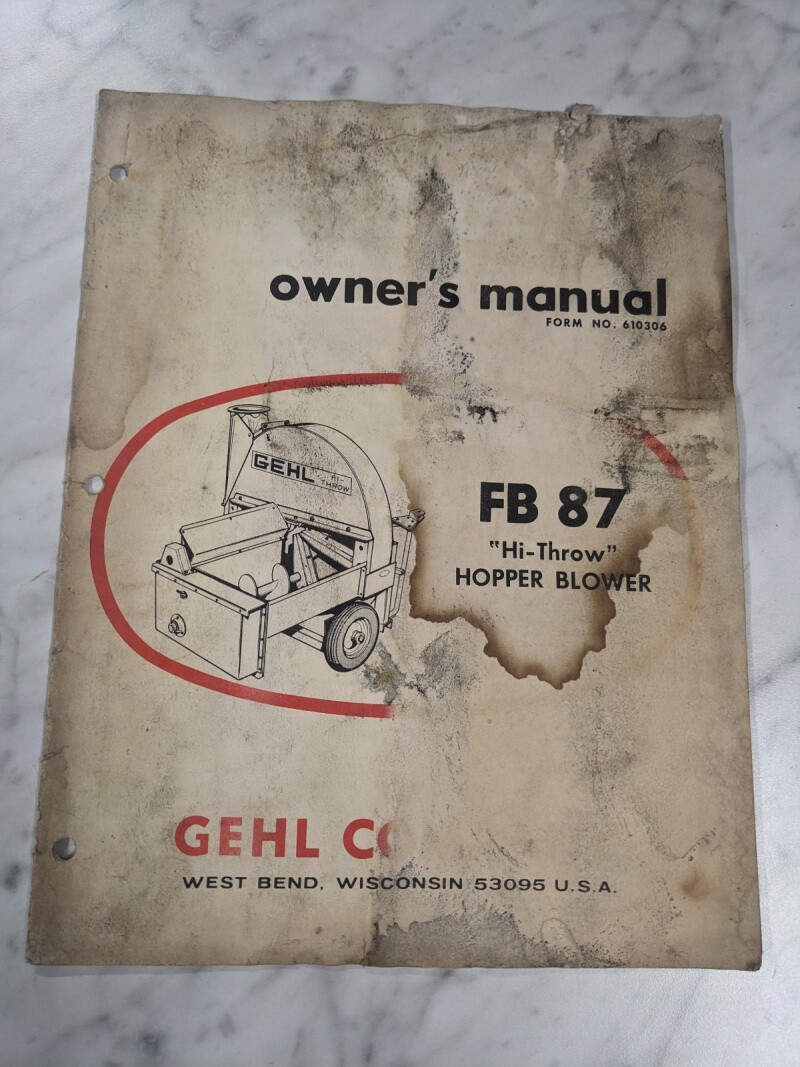 owner's manual
FORM NO. 610306
GEHL HI-
THROW
FB 87
"Hi-Throw"
HOPPER BLOWER
GEHL
WEST BEND, WISCONSIN 53095 U.S.A.